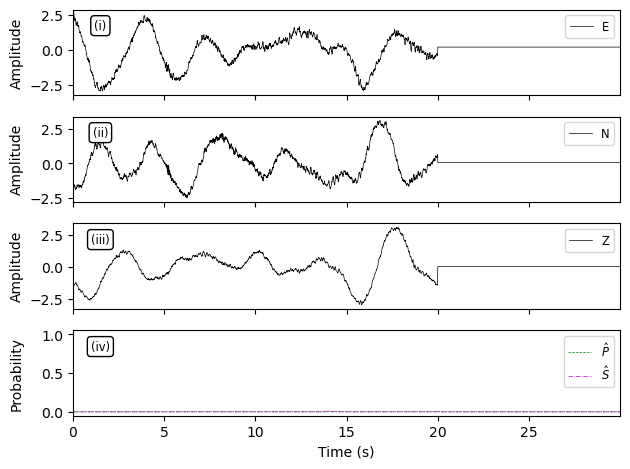 2.5
0.0
−2.5
Amplitude
(i)
E
2.5
0.0
−2.5
Amplitude
(ii)
N
2.5
0.0
−2.5
Amplitude
(iii)
Z
1.0
0.5
0.0
Probability
(iv)
P̂
Ŝ
0 5 10 15 20 25
Time (s)